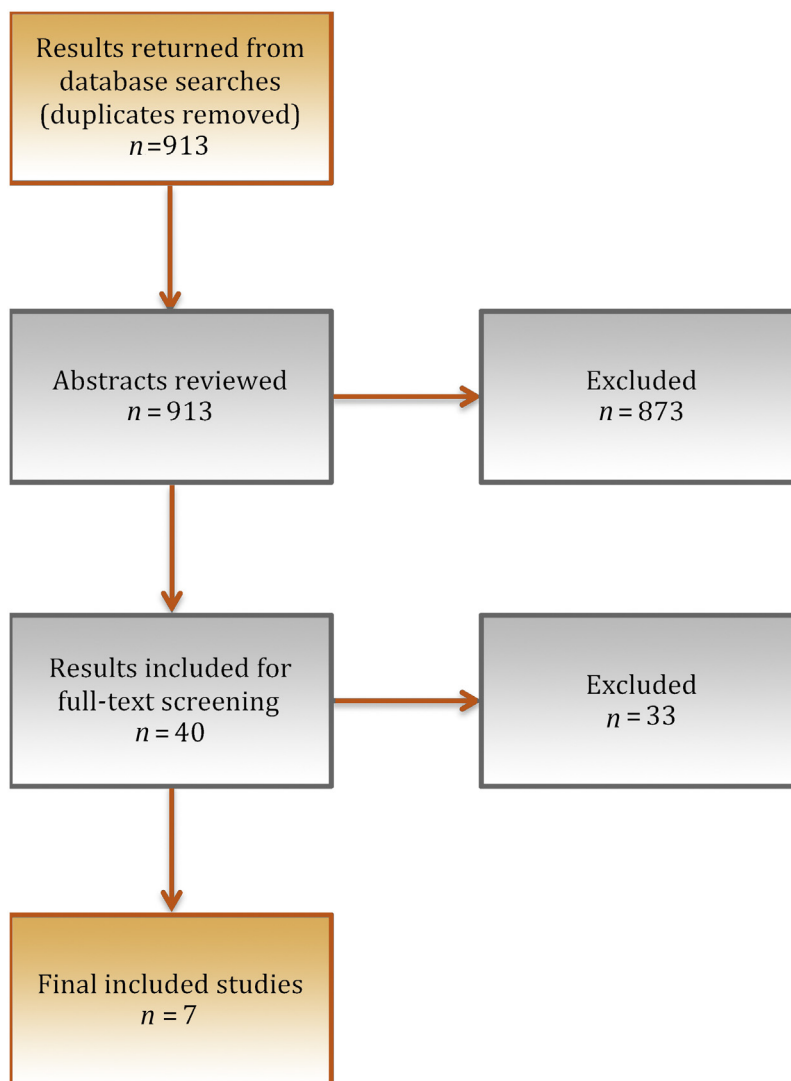 Results returned from
database searches
(duplicates removed)
n=913
Abstracts reviewed
n = 913
Excluded
n = 873
Results included for
full-text screening
n = 40
Excluded
n = 33
Final included studies
n = 7